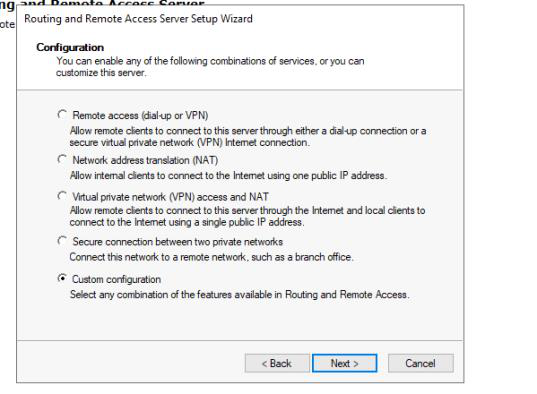 ng and Remote Access Server
ote
Routing and Remote Access Server Setup Wizard
Configuration
You can enable any of the following combinations of services, or you can
customize this server.
Remote access (dial-up or VPN)
Allow remote clients to connect to this server through either a dial-up connection or a
secure virtual private network (VPN) Internet connection.
Network address translation (NAT)
Allow internal clients to connect to the Internet using one public IP address.
Virtual private network (VPN) access and NAT
Allow remote clients to connect to this server through the Internet and local clients to
connect to the Internet using a single public IP address.
Secure connection between two private networks
Connect this network to a remote network, such as a branch office.
Custom configuration
Select any combination of the features available in Routing and Remote Access.
< Back Next > Cancel